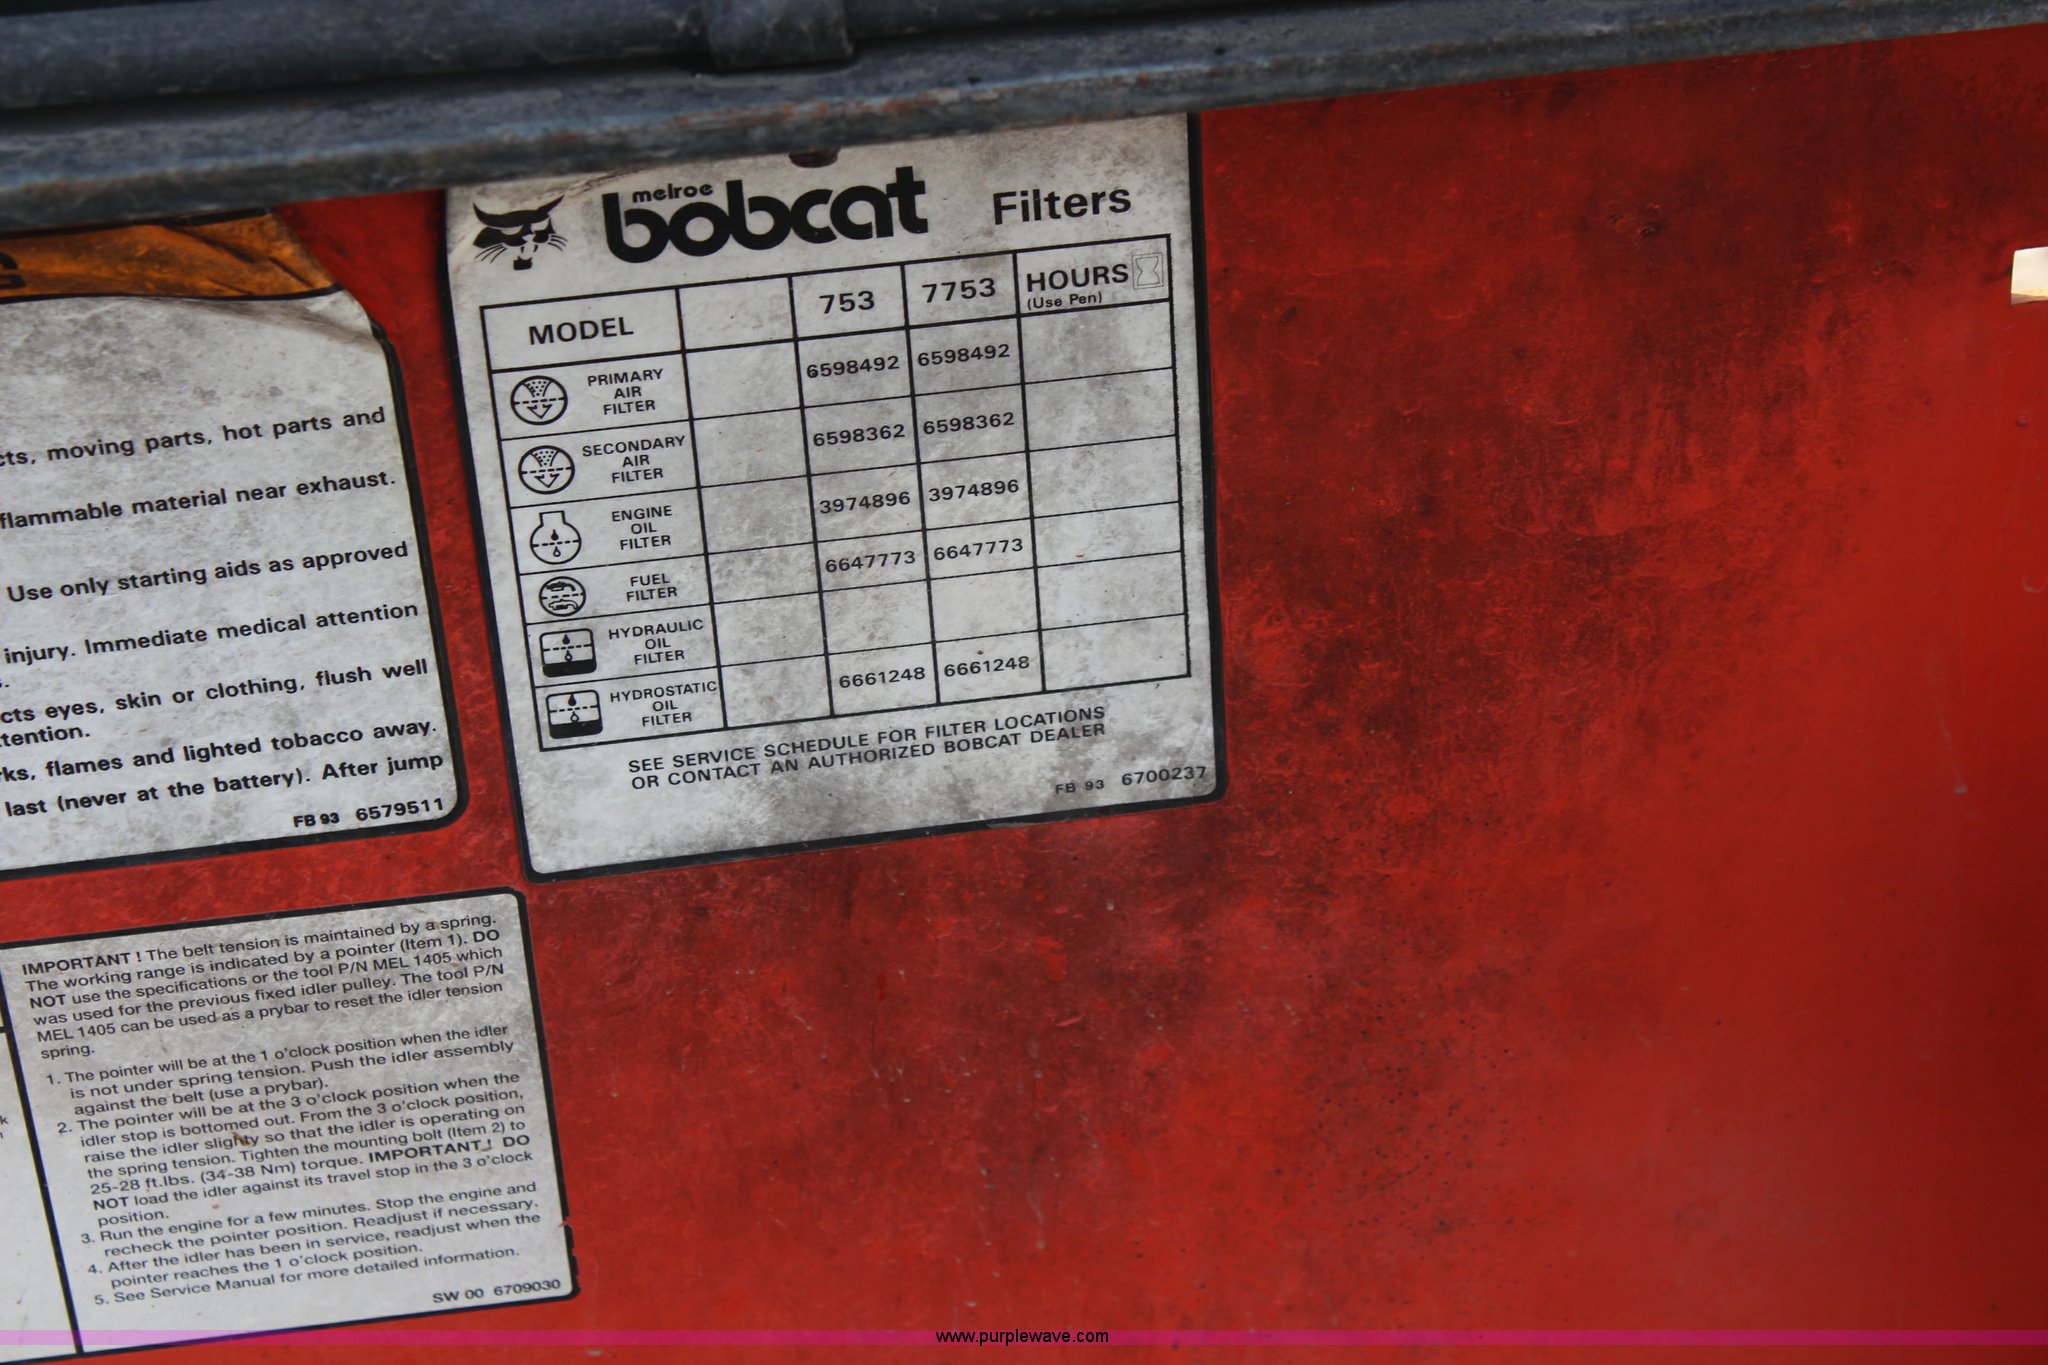 G
cts, moving parts, hot parts and
flammable material near exhaust.
Use only starting aids as approved
injury. Immediate medical attention
s.
cts eyes, skin or clothing, flush well
ttention.
rks, flames and lighted tobacco away.
last (never at the battery). After jump
FB 93 6579511
melroe
bobcat Filters
MODEL 753 7753 HOURS
(Use Pen)
PRIMARY
AIR
FILTER 6598492 6598492
SECONDARY
AIR
FILTER 6598362 6598362
ENGINE
OIL
FILTER 3974896 3974896
FUEL
FILTER 6647773 6647773
HYDRAULIC
OIL
FILTER
HYDROSTATIC
OIL
FILTER 6661248 6661248
SEE SERVICE SCHEDULE FOR FILTER LOCATIONS
OR CONTACT AN AUTHORIZED BOBCAT DEALER
FB 93 6700237
IMPORTANT ! The belt tension is maintained by a spring.
The working range is indicated by a pointer (Item 1). DO
NOT use the specifications or the tool P/N MEL 1405 which
was used for the previous fixed idler pulley. The tool P/N
MEL 1405 can be used as a prybar to reset the idler tension
spring.
1. The pointer will be at the 1 o'clock position when the idler
is not under spring tension. Push the idler assembly
against the belt (use a prybar).
2. The pointer will be at the 3 o'clock position when the
idler stop is bottomed out. From the 3 o'clock position,
raise the idler slighty so that the idler is operating on
the spring tension. Tighten the mounting bolt (Item 2) to
25-28 ft.lbs. (34-38 Nm) torque. IMPORTANT ! DO
NOT load the idler against its travel stop in the 3 o'clock
position.
3. Run the engine for a few minutes. Stop the engine and
recheck the pointer position. Readjust if necessary.
4. After the idler has been in service, readjust when the
pointer reaches the 1 o'clock position.
5. See Service Manual for more detailed information.
SW 00 6709030
www.purplewave.com